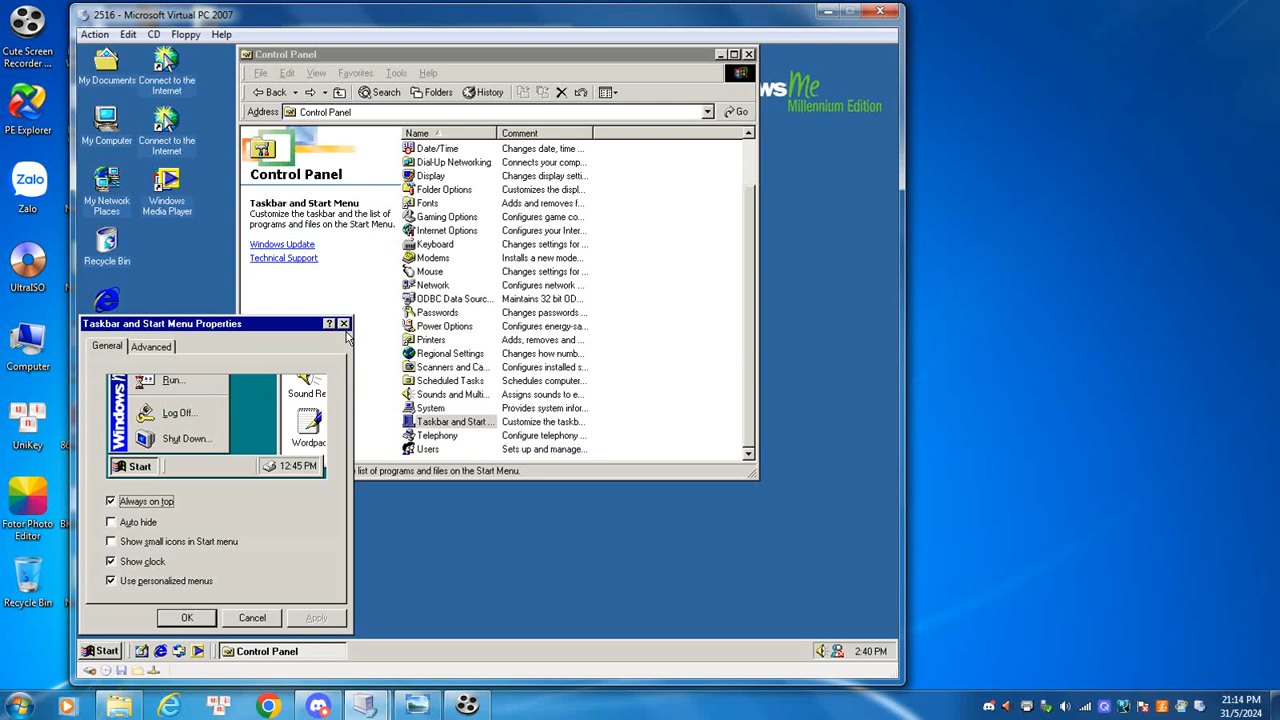 2516 - Microsoft Virtual PC 2007
Action Edit CD Floppy Help
Cute Screen
Recorder ...
PE Explorer
Zalo
UltraISO
Computer
UniKey
Fotor Photo
Editor
Recycle Bin
My Documents
Connect to the
Internet
My Computer
Connect to the
Internet
My Network
Places
Windows
Media Player
Recycle Bin
Millennium Edition
Me
Control Panel
File Edit View Favorites Tools Help
Back Search Folders History
Address Control Panel Go
Control Panel
Taskbar and Start Menu
Customize the taskbar and the list of
programs and files on the Start Menu.
Windows Update
Technical Support
Name Comment
Date/Time Changes date, time ...
Dial-Up Networking Connects your comp...
Display Changes display setti...
Folder Options Customizes the displ...
Fonts Adds and removes f...
Gaming Options Configures game co...
Internet Options Configures your Inter...
Keyboard Changes settings for ...
Modems Installs a new mode...
Mouse Changes settings for ...
Network Configures network ...
ODBC Data Sourc... Maintains 32 bit OD...
Passwords Changes passwords ...
Power Options Configures energy-sa...
Printers Adds, removes and ...
Regional Settings Changes how numb...
Scanners and Ca... Configures installed s...
Scheduled Tasks Schedules computer...
Sounds and Multi... Assigns sounds to e...
System Provides system infor...
Taskbar and Start ... Customize the taskb...
Telephony Configure telephony ...
Users Sets up and manage...
list of programs and files on the Start Menu.
Taskbar and Start Menu Properties
General Advanced
Windows
Run...
Log Off...
Shut Down...
Sound Re
Wordpac
Start 12:45 PM
Always on top
Auto hide
Show small icons in Start menu
Show clock
Use personalized menus
OK Cancel Apply
Start Control Panel 2:40 PM
21:14 PM
31/5/2024